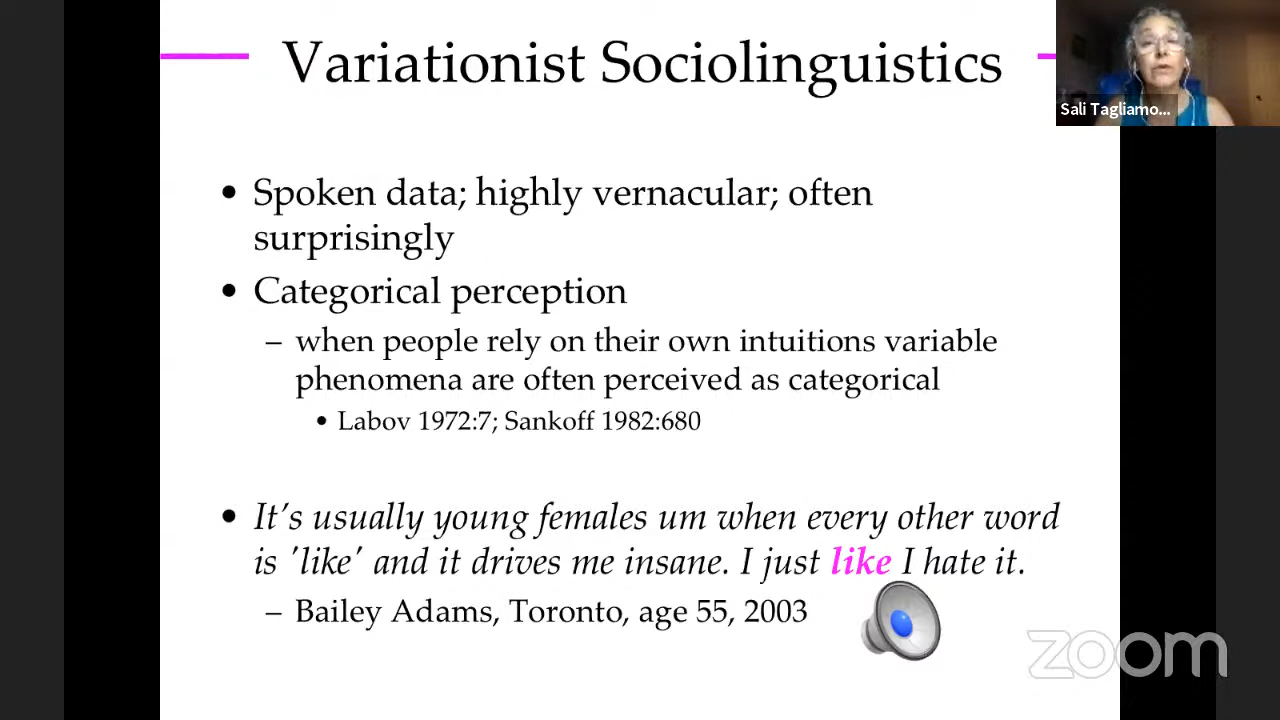 Variationist Sociolinguistics
Sali Tagliamo...
• Spoken data; highly vernacular; often
surprisingly
• Categorical perception
– when people rely on their own intuitions variable
phenomena are often perceived as categorical
• Labov 1972:7; Sankoff 1982:680
• It's usually young females um when every other word
is 'like' and it drives me insane. I just like I hate it.
– Bailey Adams, Toronto, age 55, 2003
zoom